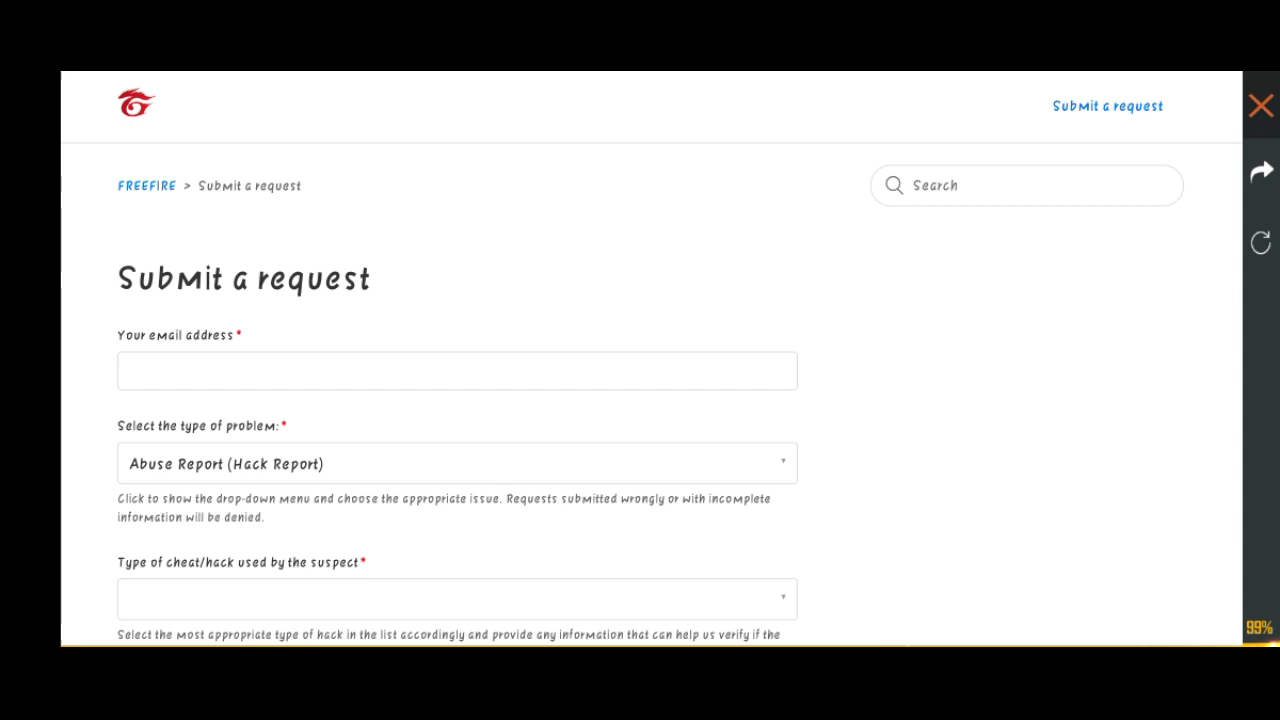 Submit a request
FREEFIRE > Submit a request
Search
Submit a request
Your email address*
Select the type of problem:*
Abuse Report (Hack Report)
Click to show the drop-down menu and choose the appropriate issue. Requests submitted wrongly or with incomplete
information will be denied.
Type of cheat/hack used by the suspect*
Select the most appropriate type of hack in the list accordingly and provide any information that can help us verify if the
99%